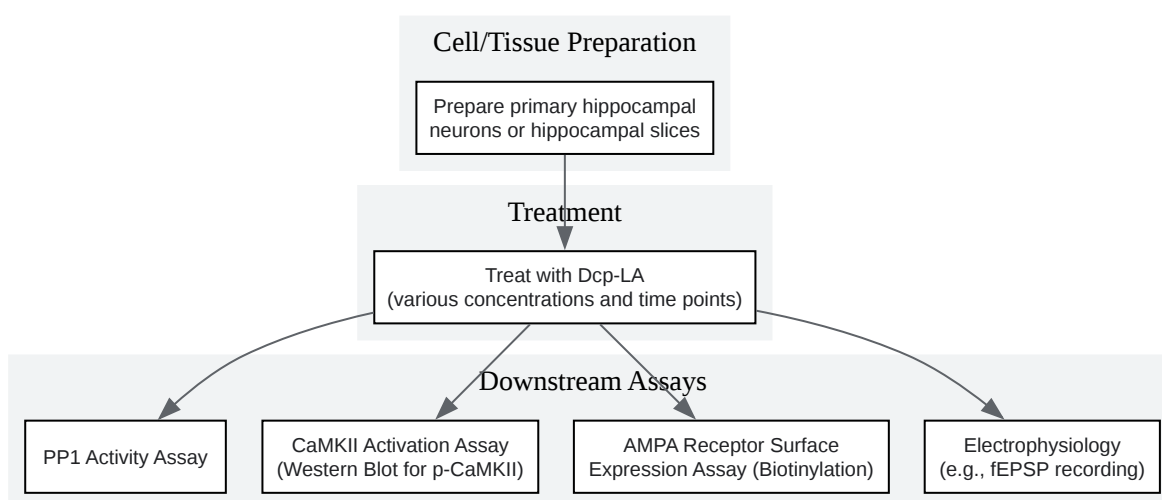 Cell/Tissue Preparation
Prepare primary hippocampal
neurons or hippocampal slices
Treatment
Treat with Dcp-LA
(various concentrations and time points)
Downstream Assays
PP1 Activity Assay
CaMKII Activation Assay
(Western Blot for p-CaMKII)
AMPA Receptor Surface
Expression Assay (Biotinylation)
Electrophysiology
(e.g., fEPSP recording)